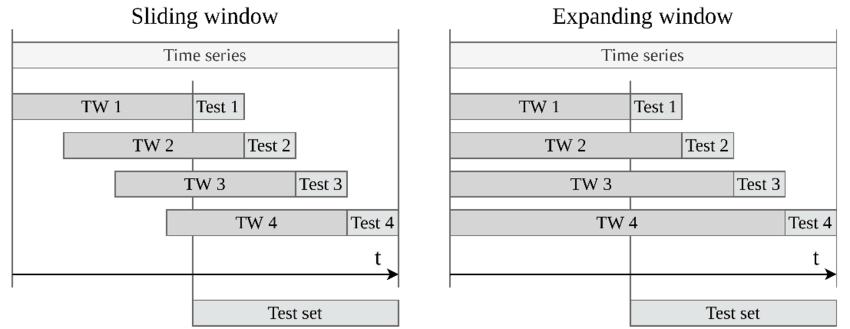 Sliding window
Time series
TW 1 Test 1
TW 2 Test 2
TW 3 Test 3
TW 4 Test 4
t
Test set
Expanding window
Time series
TW 1 Test 1
TW 2 Test 2
TW 3 Test 3
TW 4 Test 4
t
Test set